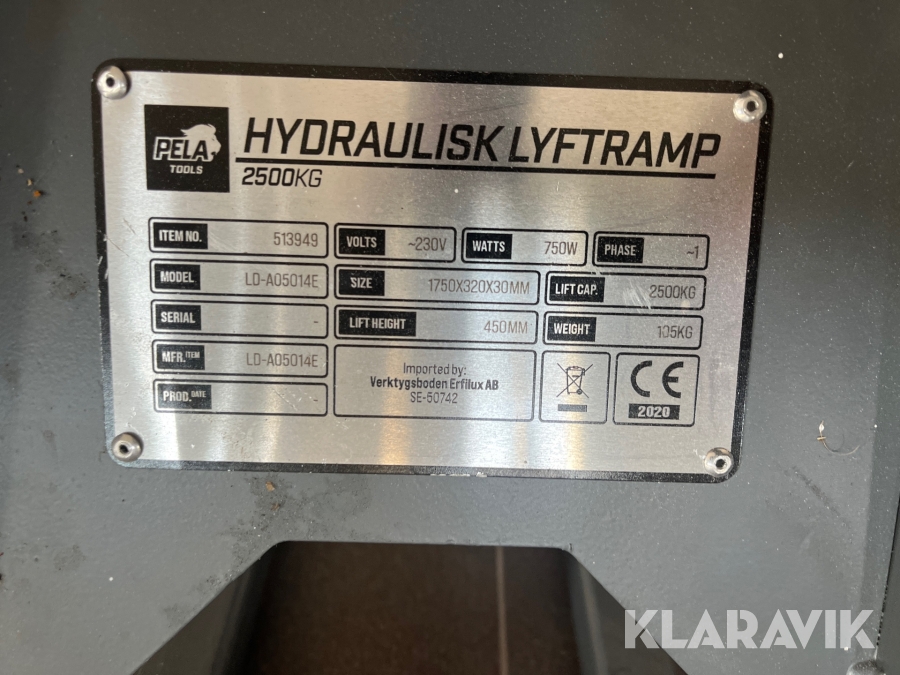 PELA
TOOLS
HYDRAULISK LYFTRAMP
2500KG
ITEM NO. 513949
VOLTS ~230V
WATTS 750W
PHASE ~1
MODEL LD-A05014E
SIZE 1750X320X30MM
LIFT CAP. 2500KG
SERIAL -
LIFT HEIGHT 450MM
WEIGHT 105KG
MFR. ITEM LD-A05014E
PROD. DATE -
Imported by:
Verktygsboden Erfilux AB
SE-50742
CE
2020
KLARAVIK